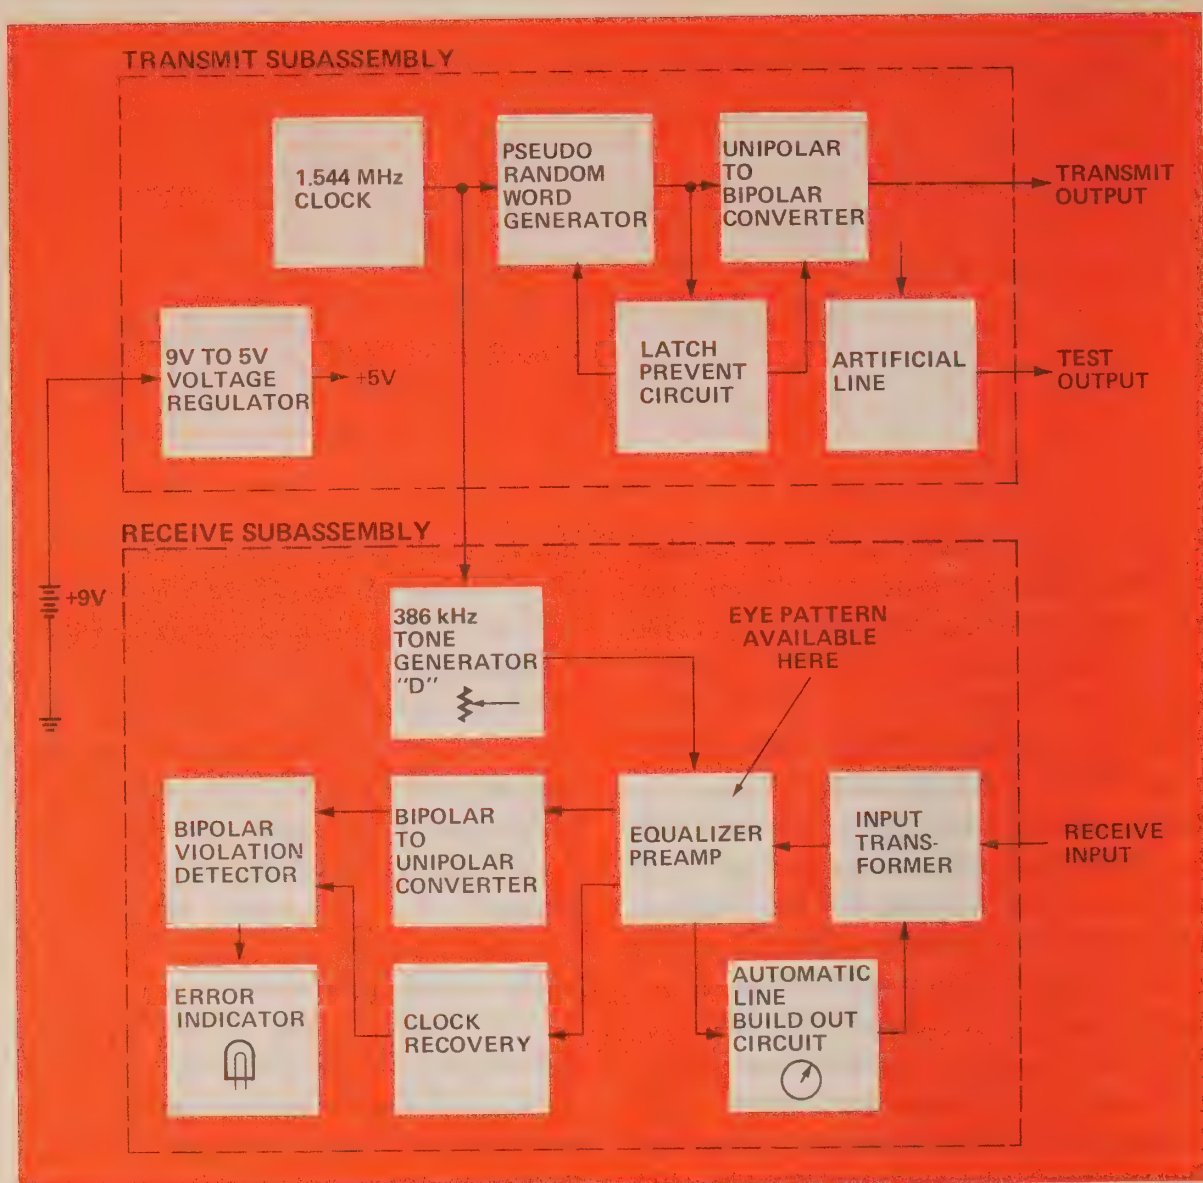 TRANSMIT SUBASSEMBLY
1.544 MHz
CLOCK
PSEUDO
RANDOM
WORD
GENERATOR
UNIPOLAR
TO
BIPOLAR
CONVERTER
TRANSMIT
OUTPUT
9V TO 5V
VOLTAGE
REGULATOR
+5V
LATCH
PREVENT
CIRCUIT
ARTIFICIAL
LINE
TEST
OUTPUT
RECEIVE SUBASSEMBLY
+9V
386 kHz
TONE
GENERATOR
"D"
EYE PATTERN
AVAILABLE
HERE
BIPOLAR
VIOLATION
DETECTOR
BIPOLAR
TO
UNIPOLAR
CONVERTER
EQUALIZER
PREAMP
INPUT
TRANS-
FORMER
RECEIVE
INPUT
ERROR
INDICATOR
CLOCK
RECOVERY
AUTOMATIC
LINE
BUILD OUT
CIRCUIT